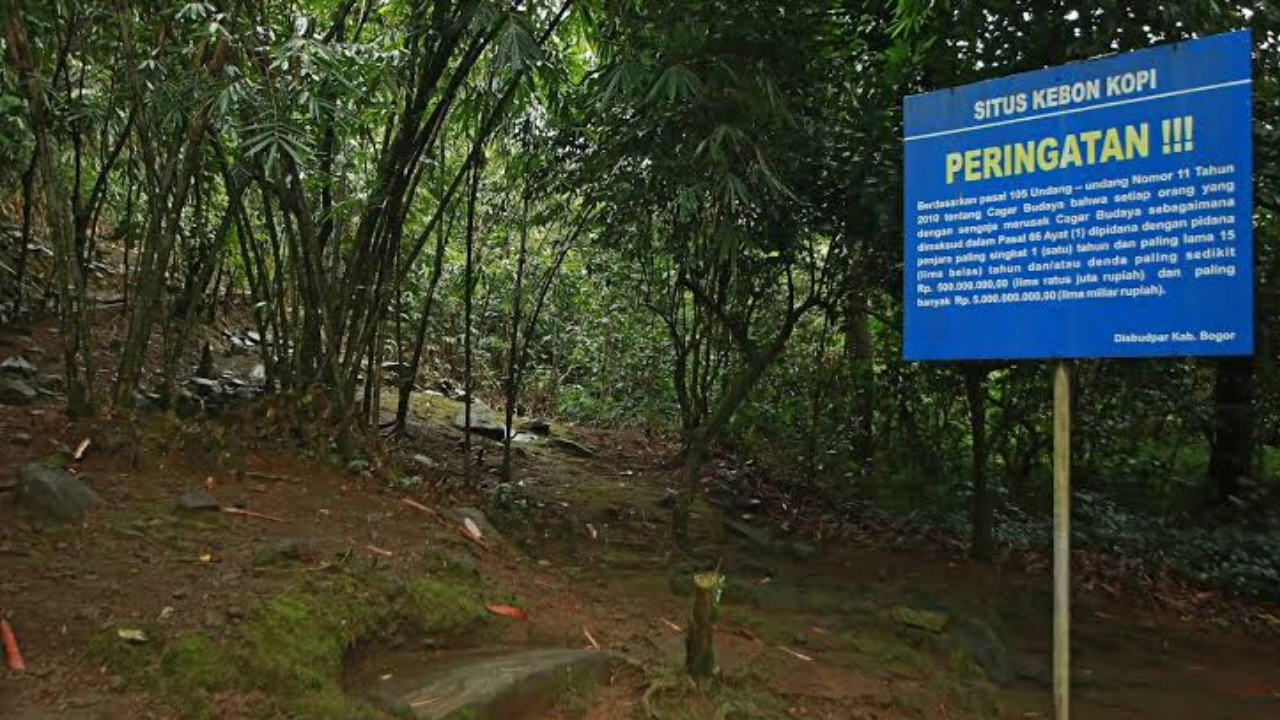 SITUS KEBON KOPI
PERINGATAN !!!
Berdasarkan pasal 105 Undang – undang Nomor 11 Tahun
2010 tentang Cagar Budaya bahwa setiap orang yang
dengan sengaja merusak Cagar Budaya sebagaimana
dimaksud dalam Pasal 66 Ayat (1) dipidana dengan pidana
penjara paling singkat 1 (satu) tahun dan paling lama 15
(lima belas) tahun dan/atau denda paling sedikit
Rp. 500.000.000,00 (lima ratus juta rupiah) dan paling
banyak Rp. 5.000.000.000,00 (lima miliar rupiah).
Disbudpar Kab. Bogor